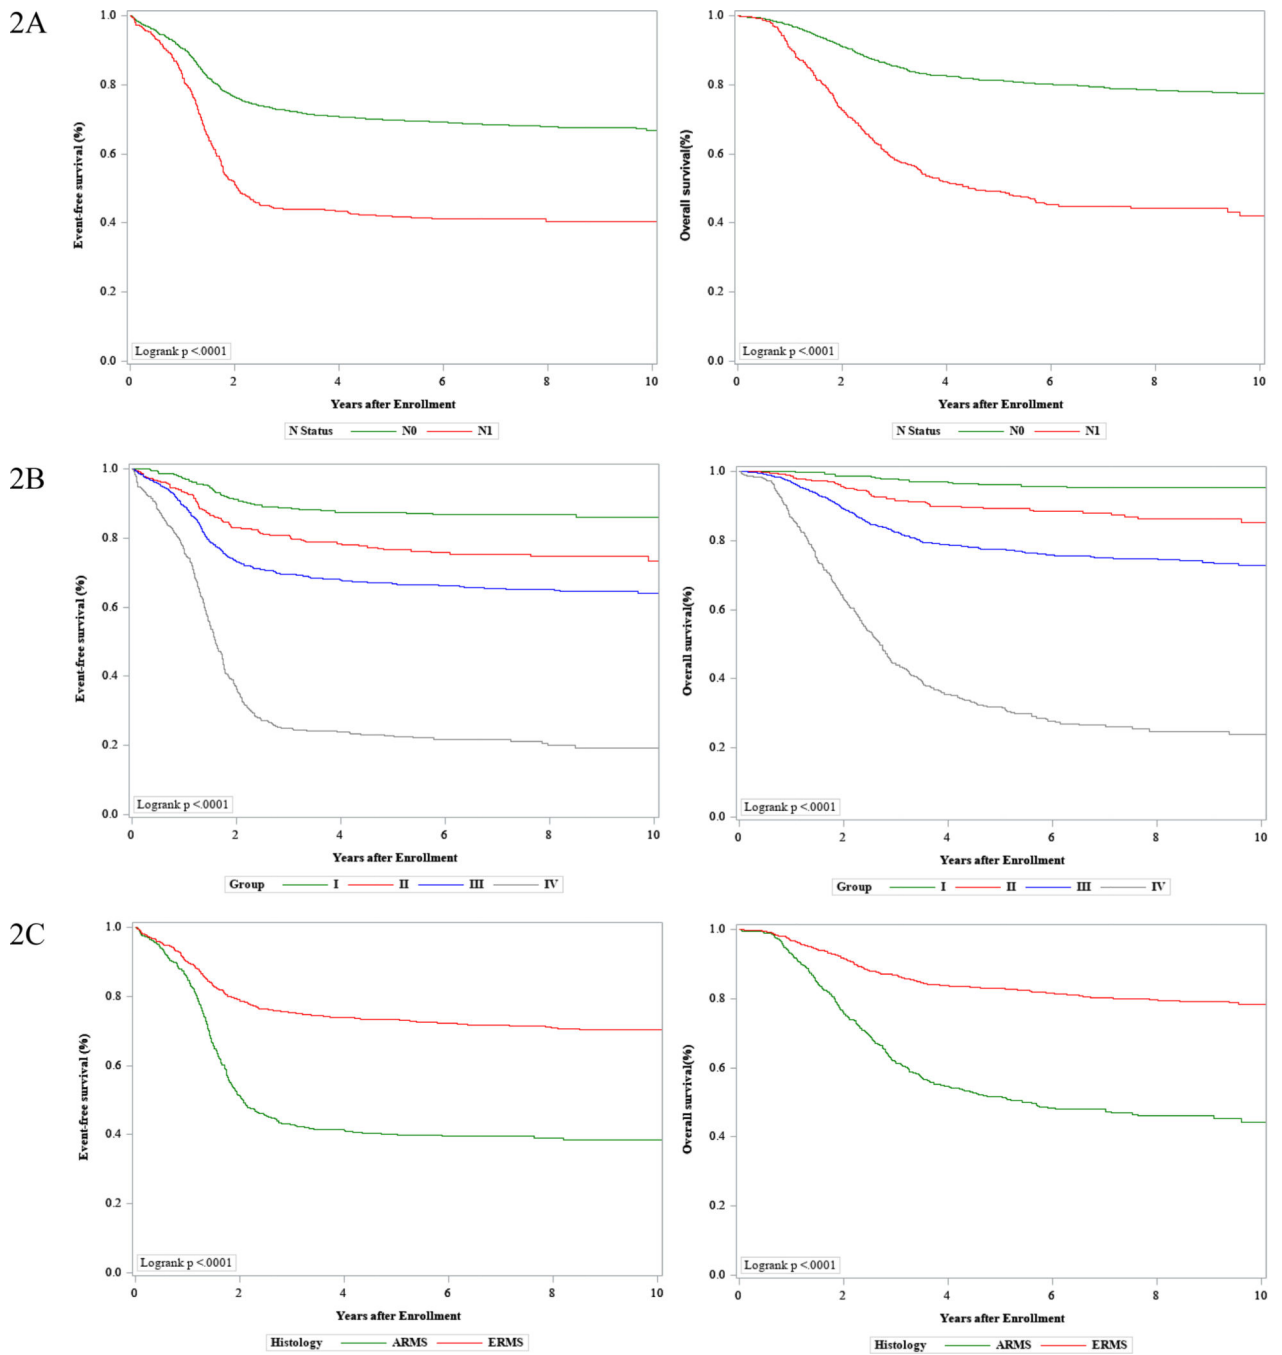 2A
1.0
0.8
0.6
0.4
0.2
0.0
Event-free survival (%)
Logrank p <.0001
0 2 4 6 8 10
Years after Enrollment
N Status N0 N1
1.0
0.8
0.6
0.4
0.2
0.0
Overall survival(%)
Logrank p <.0001
0 2 4 6 8 10
Years after Enrollment
N Status N0 N1
2B
1.0
0.8
0.6
0.4
0.2
0.0
Event-free survival (%)
Logrank p <.0001
0 2 4 6 8 10
Years after Enrollment
Group I II III IV
1.0
0.8
0.6
0.4
0.2
0.0
Overall survival(%)
Logrank p <.0001
0 2 4 6 8 10
Years after Enrollment
Group I II III IV
2C
1.0
0.8
0.6
0.4
0.2
0.0
Event-free survival (%)
Logrank p <.0001
0 2 4 6 8 10
Years after Enrollment
Histology ARMS ERMS
1.0
0.8
0.6
0.4
0.2
0.0
Overall survival(%)
Logrank p <.0001
0 2 4 6 8 10
Years after Enrollment
Histology ARMS ERMS